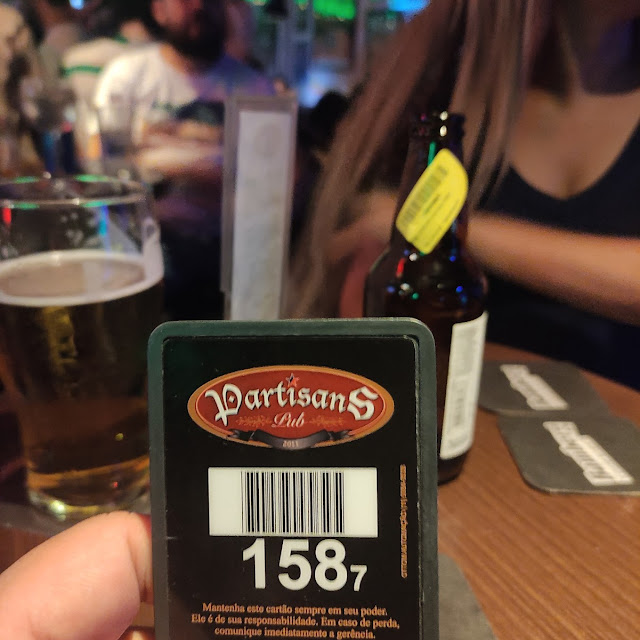 Partisans
Pub
2011
1587
Mantenha este cartão sempre em seu poder.
Ele é de sua responsabilidade. Em caso de perda,
comunique imediatamente a gerência.